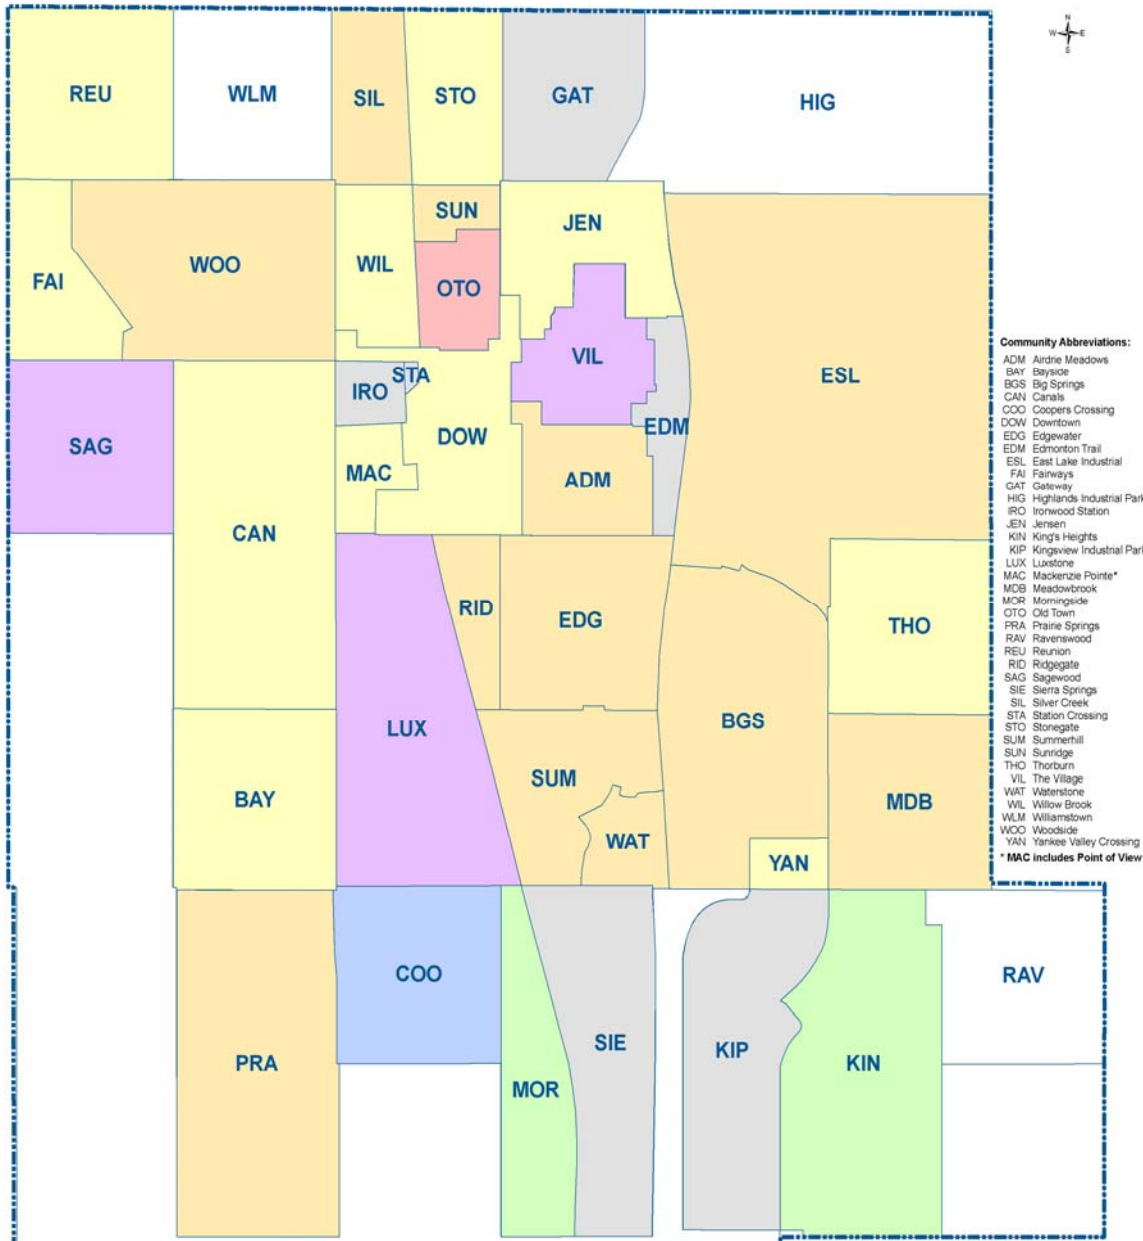 N
W E
S
REU WLM SIL STO GAT HIG
SUN
JEN
WIL
WOO
FAI
OTO
VIL
STA
IRO
ESL
EDM
DOW
SAG
MAC
ADM
CAN
RID
EDG
THO
BGS
LUX
SUM
BAY
MDB
WAT
YAN
COO
RAV
SIE
KIP
PRA
KIN
MOR
Community Abbreviations:
ADM Airdrie Meadows
BAY Bayside
BGS Big Springs
CAN Canals
COO Coopers Crossing
DOW Downtown
EDG Edgewater
EDM Edmonton Trail
ESL East Lake Industrial
FAI Fairways
GAT Gateway
HIG Highlands Industrial Park
IRO Ironwood Station
JEN Jensen
KIN King's Heights
KIP Kingsview Industrial Park
LUX Luxstone
MAC Mackenzie Pointe*
MDB Meadowbrook
MOR Morningside
OTO Old Town
PRA Prairie Springs
RAV Ravenswood
REU Reunion
RID Ridgegate
SAG Sagewood
SIE Sierra Springs
SIL Silver Creek
STA Station Crossing
STO Stonegate
SUM Summerhill
SUN Sunridge
THO Thorburn
VIL The Village
WAT Waterstone
WIL Willow Brook
WLM Williamstown
WOO Woodside
YAN Yankee Valley Crossing
* MAC includes Point of View